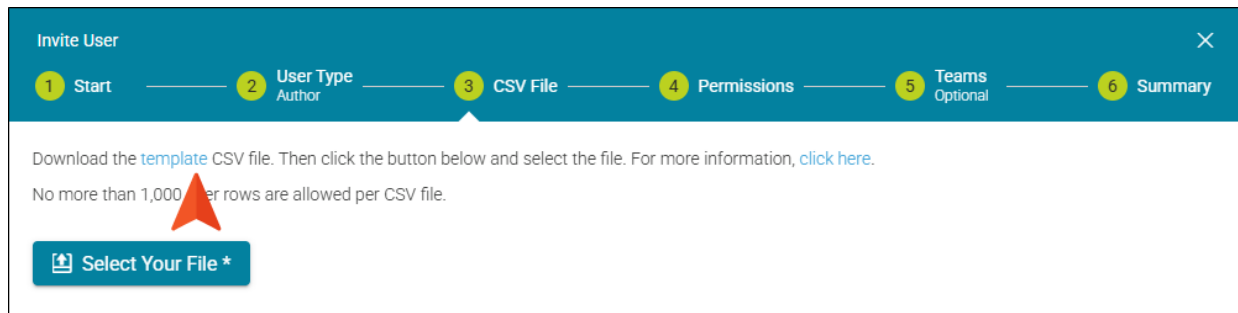 Invite User
1 Start
2 User Type
Author
3 CSV File
4 Permissions
5 Teams
Optional
6 Summary
Download the template CSV file. Then click the button below and select the file. For more information, click here.
No more than 1,000 rows are allowed per CSV file.
Select Your File *